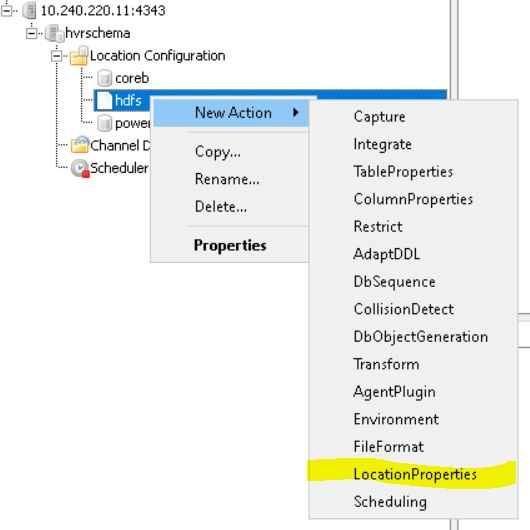 10.240.220.11:4343
hvrschema
Location Configuration
coreb
hdfs
power
Channel D
Scheduler
New Action
Copy...
Rename...
Delete...
Properties
Capture
Integrate
TableProperties
ColumnProperties
Restrict
AdaptDDL
DbSequence
CollisionDetect
DbObjectGeneration
Transform
AgentPlugin
Environment
FileFormat
LocationProperties
Scheduling